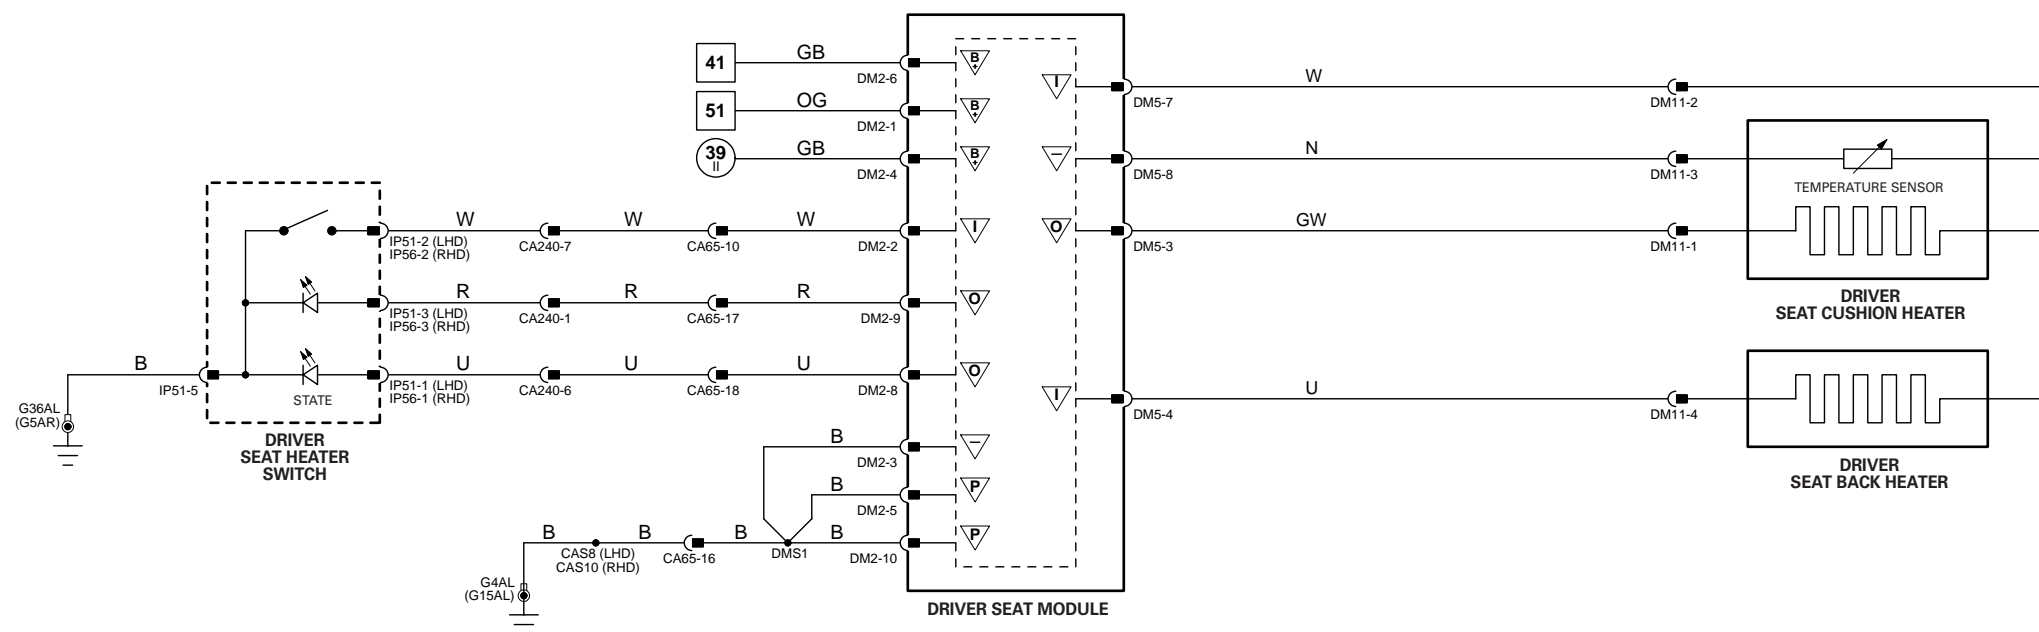 41
GB
DM2-6
B
+
I
W
DM5-7
DM11-2
51
OG
DM2-1
B
+
39
II
GB
DM2-4
B
+
–
N
DM5-8
DM11-3
TEMPERATURE SENSOR
W
W
W
IP51-2 (LHD)
IP56-2 (RHD)
CA240-7
CA65-10
DM2-2
I
O
GW
DM5-3
DM11-1
DRIVER
SEAT CUSHION HEATER
R
R
R
IP51-3 (LHD)
IP56-3 (RHD)
CA240-1
CA65-17
DM2-9
O
B
IP51-5
STATE
U
U
U
IP51-1 (LHD)
IP56-1 (RHD)
CA240-6
CA65-18
DM2-8
O
I
U
DM5-4
DM11-4
G36AL
(G5AR)
DRIVER
SEAT HEATER
SWITCH
DRIVER
SEAT BACK HEATER
B
DM2-3
–
B
DM2-5
P
B
B
B
B
CAS8 (LHD)
CAS10 (RHD)
CA65-16
DMS1
DM2-10
P
G4AL
(G15AL)
DRIVER SEAT MODULE